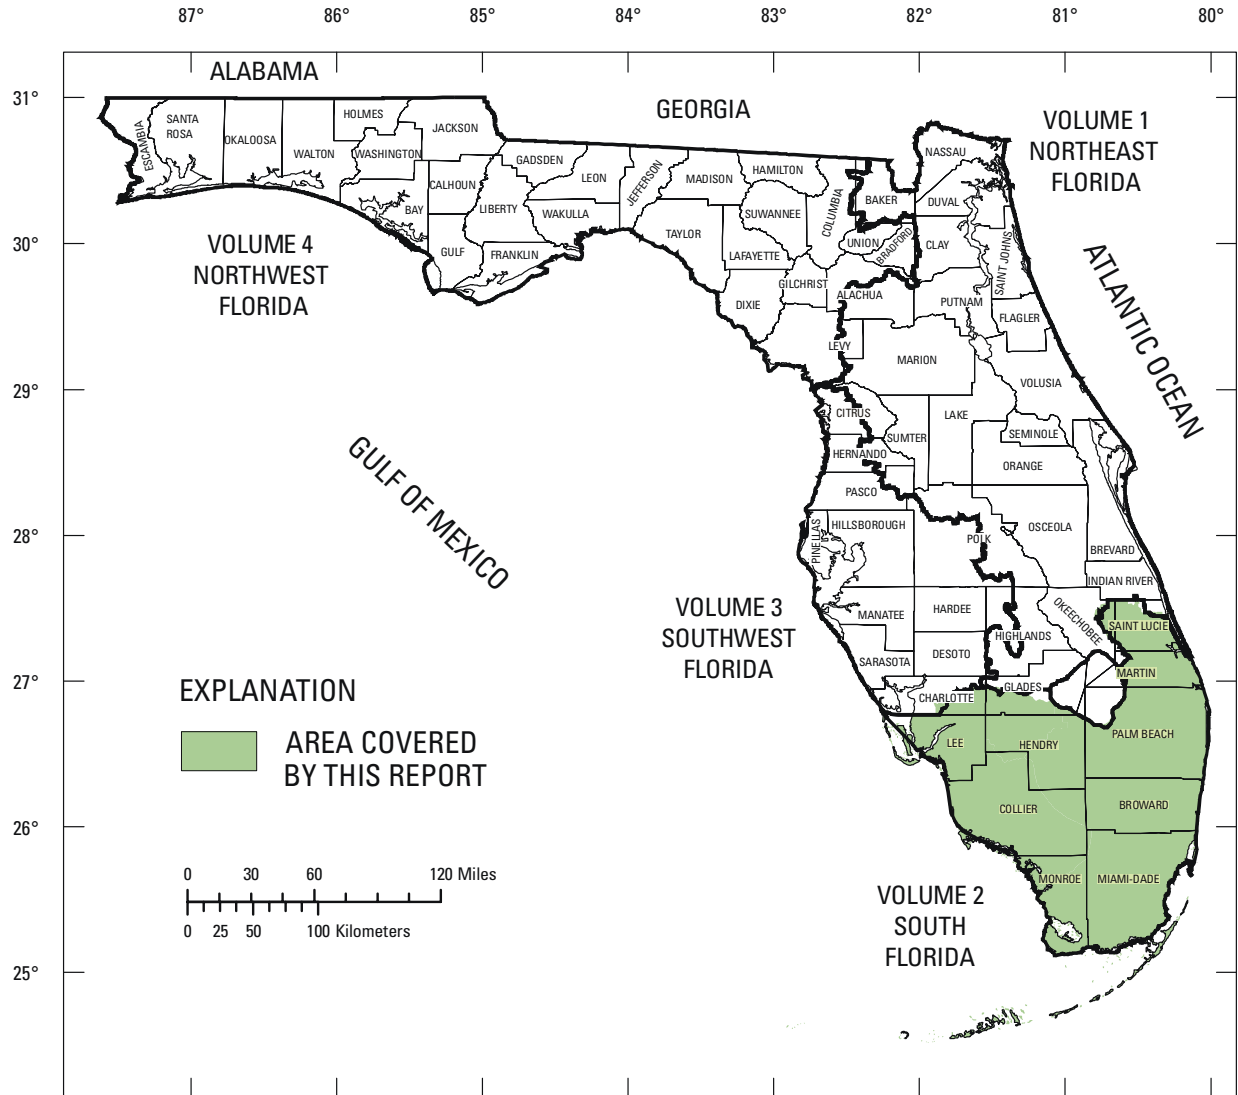 87° 86° 85° 84° 83° 82° 81° 80°
ALABAMA
31°
GEORGIA
VOLUME 1
NORTHEAST
FLORIDA
ESCAMBIA
SANTA
ROSA
OKALOOSA
WALTON
HOLMES
WASHINGTON
JACKSON
BAY
CALHOUN
GULF
GADSDEN
LIBERTY
FRANKLIN
LEON
WAKULLA
JEFFERSON
MADISON
TAYLOR
HAMILTON
SUWANNEE
LAFAYETTE
DIXIE
COLUMBIA
GILCHRIST
BAKER
UNION
BRADFORD
ALACHUA
LEVY
NASSAU
DUVAL
CLAY
SAINT JOHNS
PUTNAM
FLAGLER
MARION
VOLUSIA
30°
VOLUME 4
NORTHWEST
FLORIDA
ATLANTIC OCEAN
29°
CITRUS
SUMTER
LAKE
SEMINOLE
HERNANDO
ORANGE
PASCO
GULF OF MEXICO
28°
PINELLAS
HILLSBOROUGH
POLK
OSCEOLA
BREVARD
INDIAN RIVER
VOLUME 3
SOUTHWEST
FLORIDA
MANATEE
HARDEE
HIGHLANDS
OKEECHOBEE
SAINT LUCIE
SARASOTA
DESOTO
MARTIN
27°
CHARLOTTE
GLADES
LEE
HENDRY
PALM BEACH
EXPLANATION
AREA COVERED
BY THIS REPORT
26°
COLLIER
BROWARD
MONROE
MIAMI-DADE
0 30 60 120 Miles
0 25 50 100 Kilometers
VOLUME 2
SOUTH
FLORIDA
25°